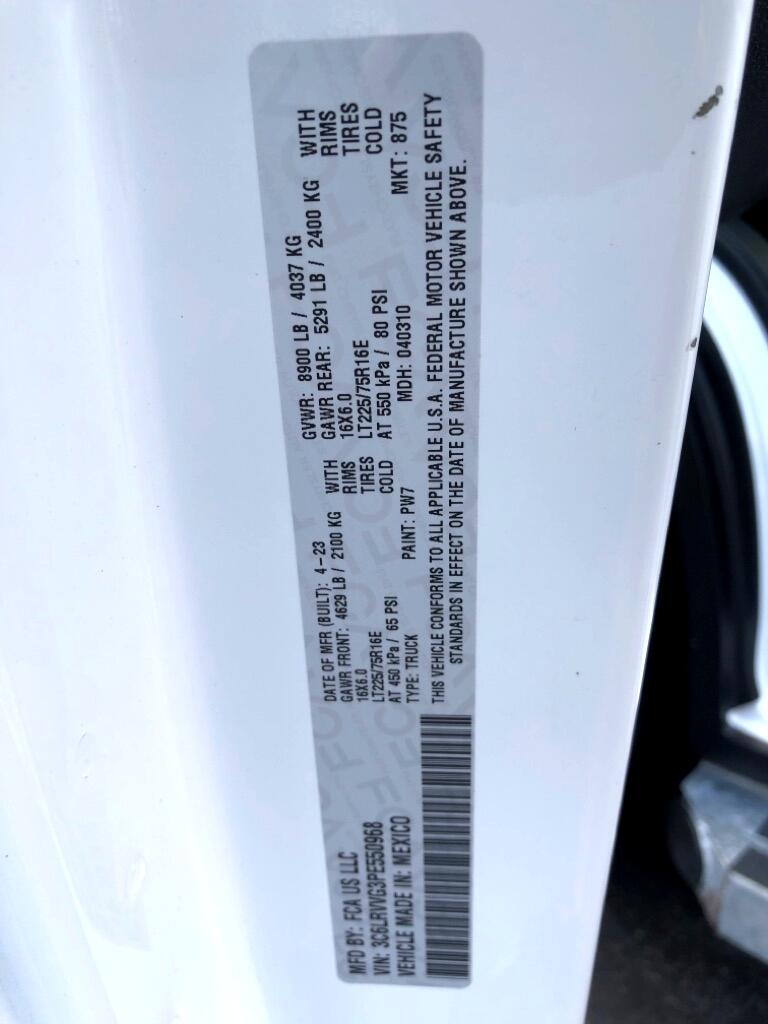 MFD BY: FCA US LLC
DATE OF MFR (BUILT): 4-23
GVWR: 8900 LB / 4037 KG
GAWR FRONT: 4629 LB / 2100 KG WITH
GAWR REAR: 5291 LB / 2400 KG WITH
16X6.0 RIMS
16X6.0 RIMS
LT225/75R16E TIRES
LT225/75R16E TIRES
AT 450 kPa / 65 PSI COLD
AT 550 kPa / 80 PSI COLD
VIN: 3C6LRVVG3PE550968
TYPE: TRUCK PAINT: PW7 MDH: 040310 MKT: 875
VEHICLE MADE IN: MEXICO
THIS VEHICLE CONFORMS TO ALL APPLICABLE U.S.A. FEDERAL MOTOR VEHICLE SAFETY
STANDARDS IN EFFECT ON THE DATE OF MANUFACTURE SHOWN ABOVE.